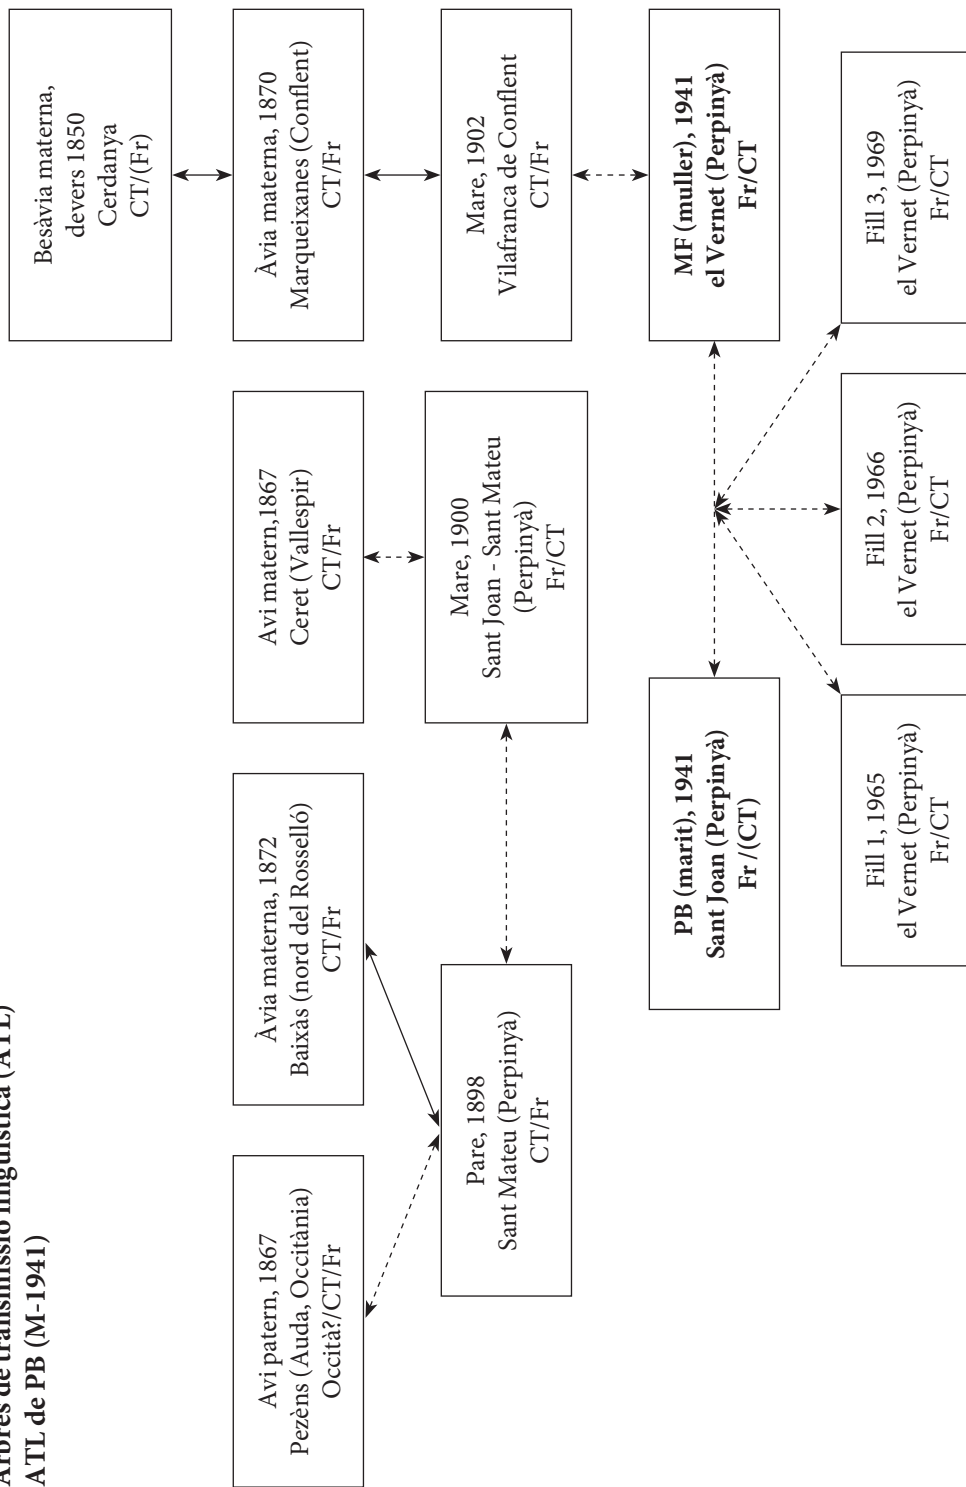 Arbres de transmissió lingüística (ATL)
ATL de PB (M-1941)
Besàvia materna,
devers 1850
Cerdanya
CT/(Fr)
Avi patern, 1867
Pezèns (Auda, Occitània)
Occità?/CT/Fr
Àvia materna, 1872
Baixàs (nord del Rosselló)
CT/Fr
Avi matern,1867
Ceret (Vallespir)
CT/Fr
Àvia materna, 1870
Marqueixanes (Conflent)
CT/Fr
Pare, 1898
Sant Mateu (Perpinyà)
CT/Fr
Mare, 1900
Sant Joan - Sant Mateu
(Perpinyà)
Fr/CT
Mare, 1902
Vilafranca de Conflent
CT/Fr
PB (marit), 1941
Sant Joan (Perpinyà)
Fr /(CT)
MF (muller), 1941
el Vernet (Perpinyà)
Fr/CT
Fill 1, 1965
el Vernet (Perpinyà)
Fr/CT
Fill 2, 1966
el Vernet (Perpinyà)
Fr/CT
Fill 3, 1969
el Vernet (Perpinyà)
Fr/CT